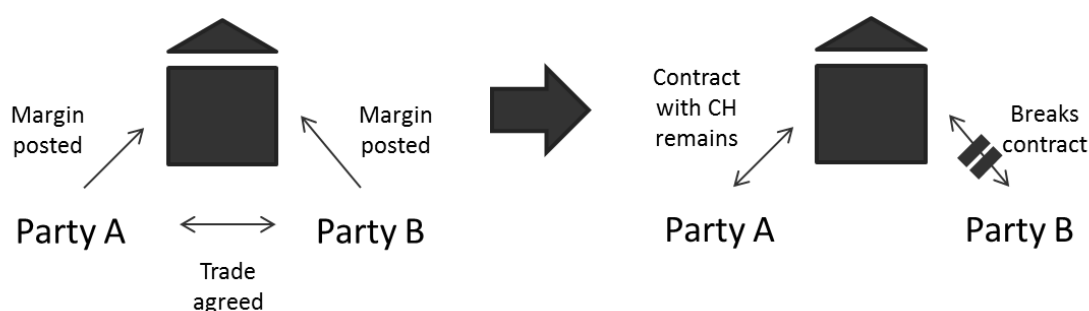 Margin
posted
Margin
posted
Party A
Party B
Trade
agreed
Contract
with CH
remains
Breaks
contract
Party A
Party B